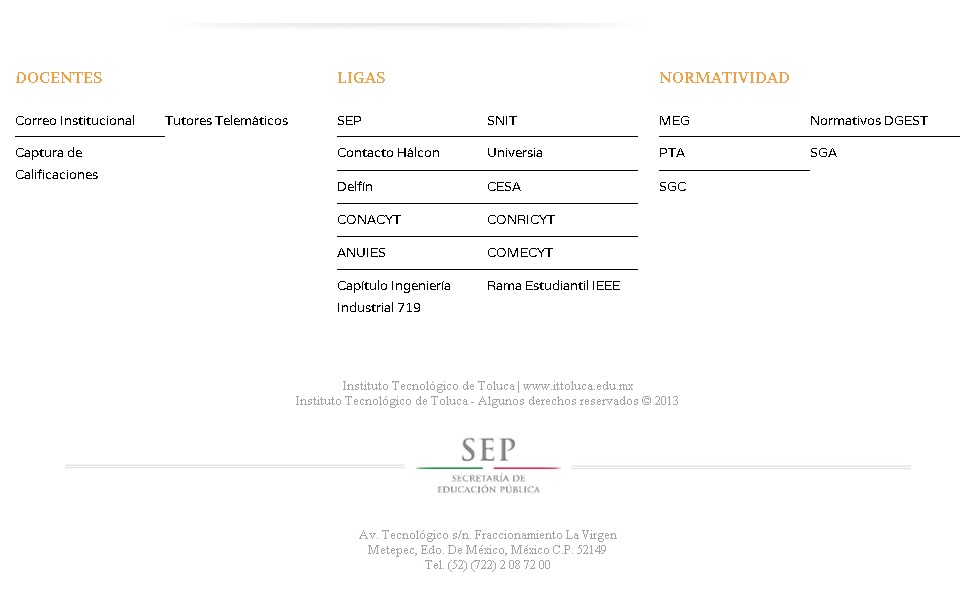 DOCENTES
Correo Institucional Tutores Telemáticos
Captura de
Calificaciones
LIGAS
SEP SNIT
Contacto Hálcon Universia
Delfín CESA
CONACYT CONRICYT
ANUIES COMECYT
Capítulo Ingeniería Rama Estudiantil IEEE
Industrial 719
NORMATIVIDAD
MEG Normativos DGEST
PTA SGA
SGC
Instituto Tecnológico de Toluca | www.ittoluca.edu.mx
Instituto Tecnológico de Toluca - Algunos derechos reservados © 2013
SEP
SECRETARÍA DE
EDUCACIÓN PÚBLICA
Av. Tecnológico s/n. Fraccionamiento La Virgen
Metepec, Edo. De México, México C.P. 52149
Tel. (52) (722) 2 08 72 00